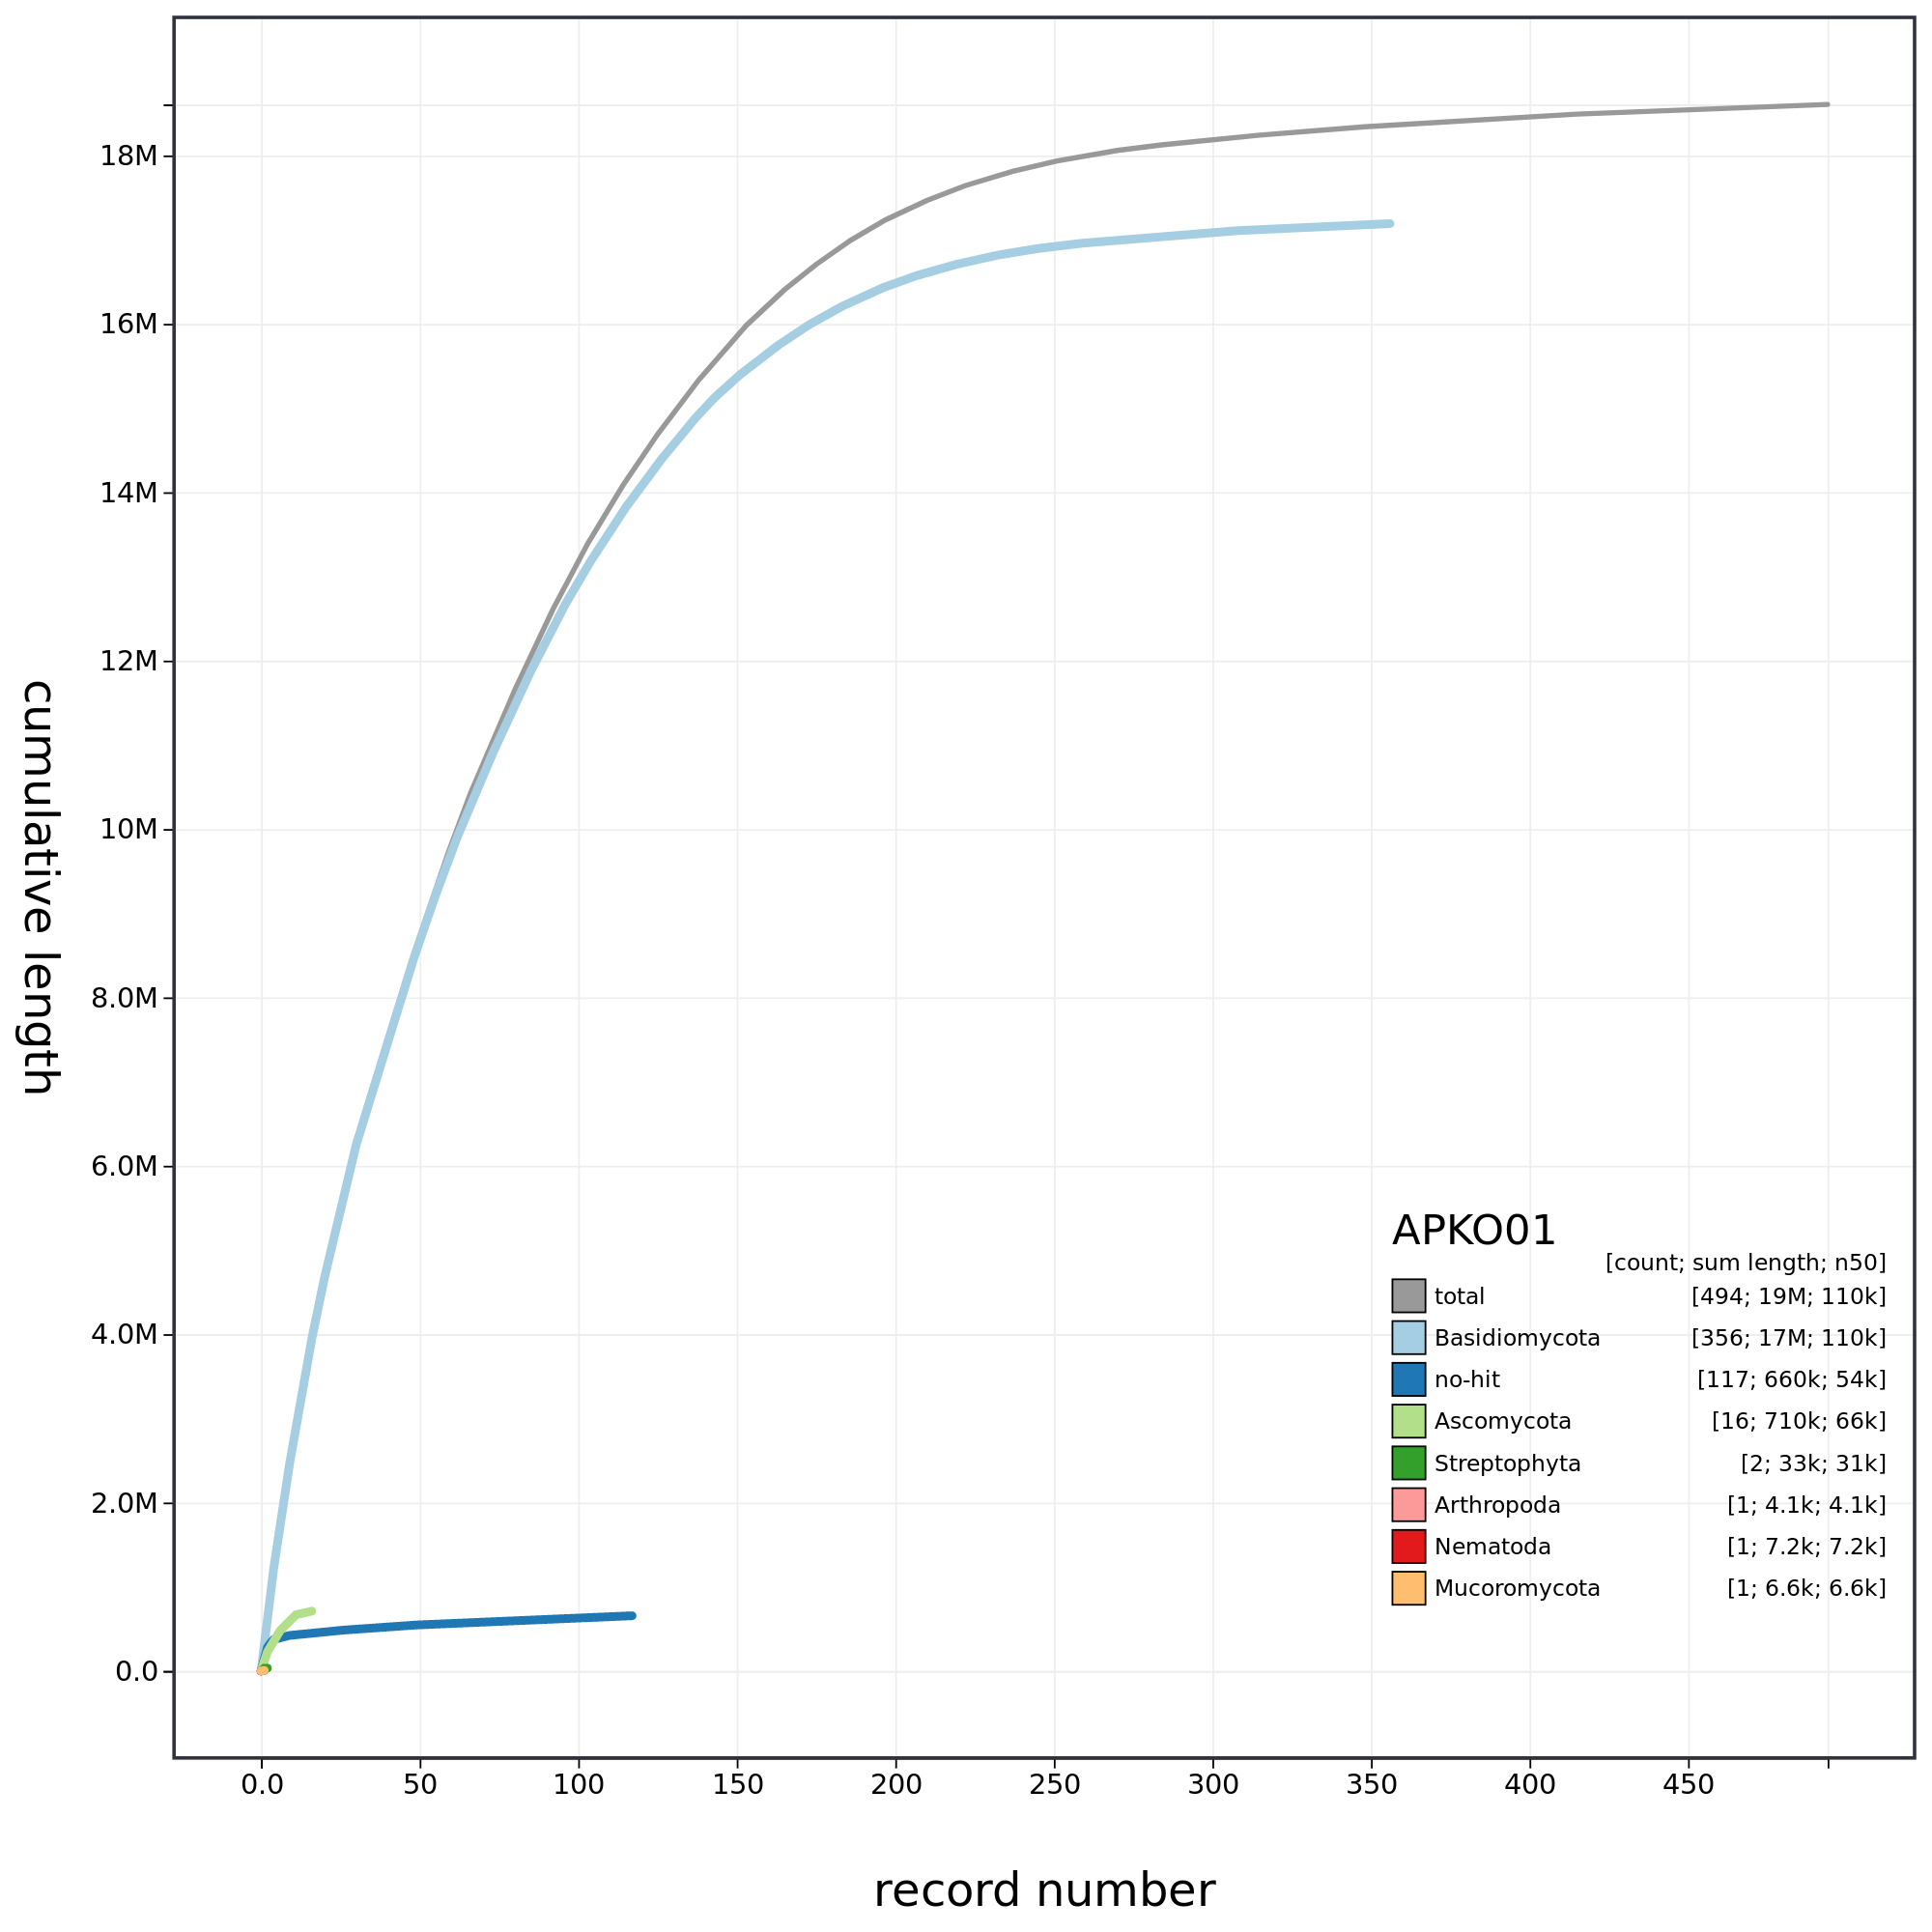 cumulative length
18M
16M
14M
12M
10M
8.0M
6.0M
4.0M
2.0M
0.0
0.0 50 100 150 200 250 300 350 400 450
record number
APKO01
[count; sum length; n50]
total [494; 19M; 110k]
Basidiomycota [356; 17M; 110k]
no-hit [117; 660k; 54k]
Ascomycota [16; 710k; 66k]
Streptophyta [2; 33k; 31k]
Arthropoda [1; 4.1k; 4.1k]
Nematoda [1; 7.2k; 7.2k]
Mucoromycota [1; 6.6k; 6.6k]